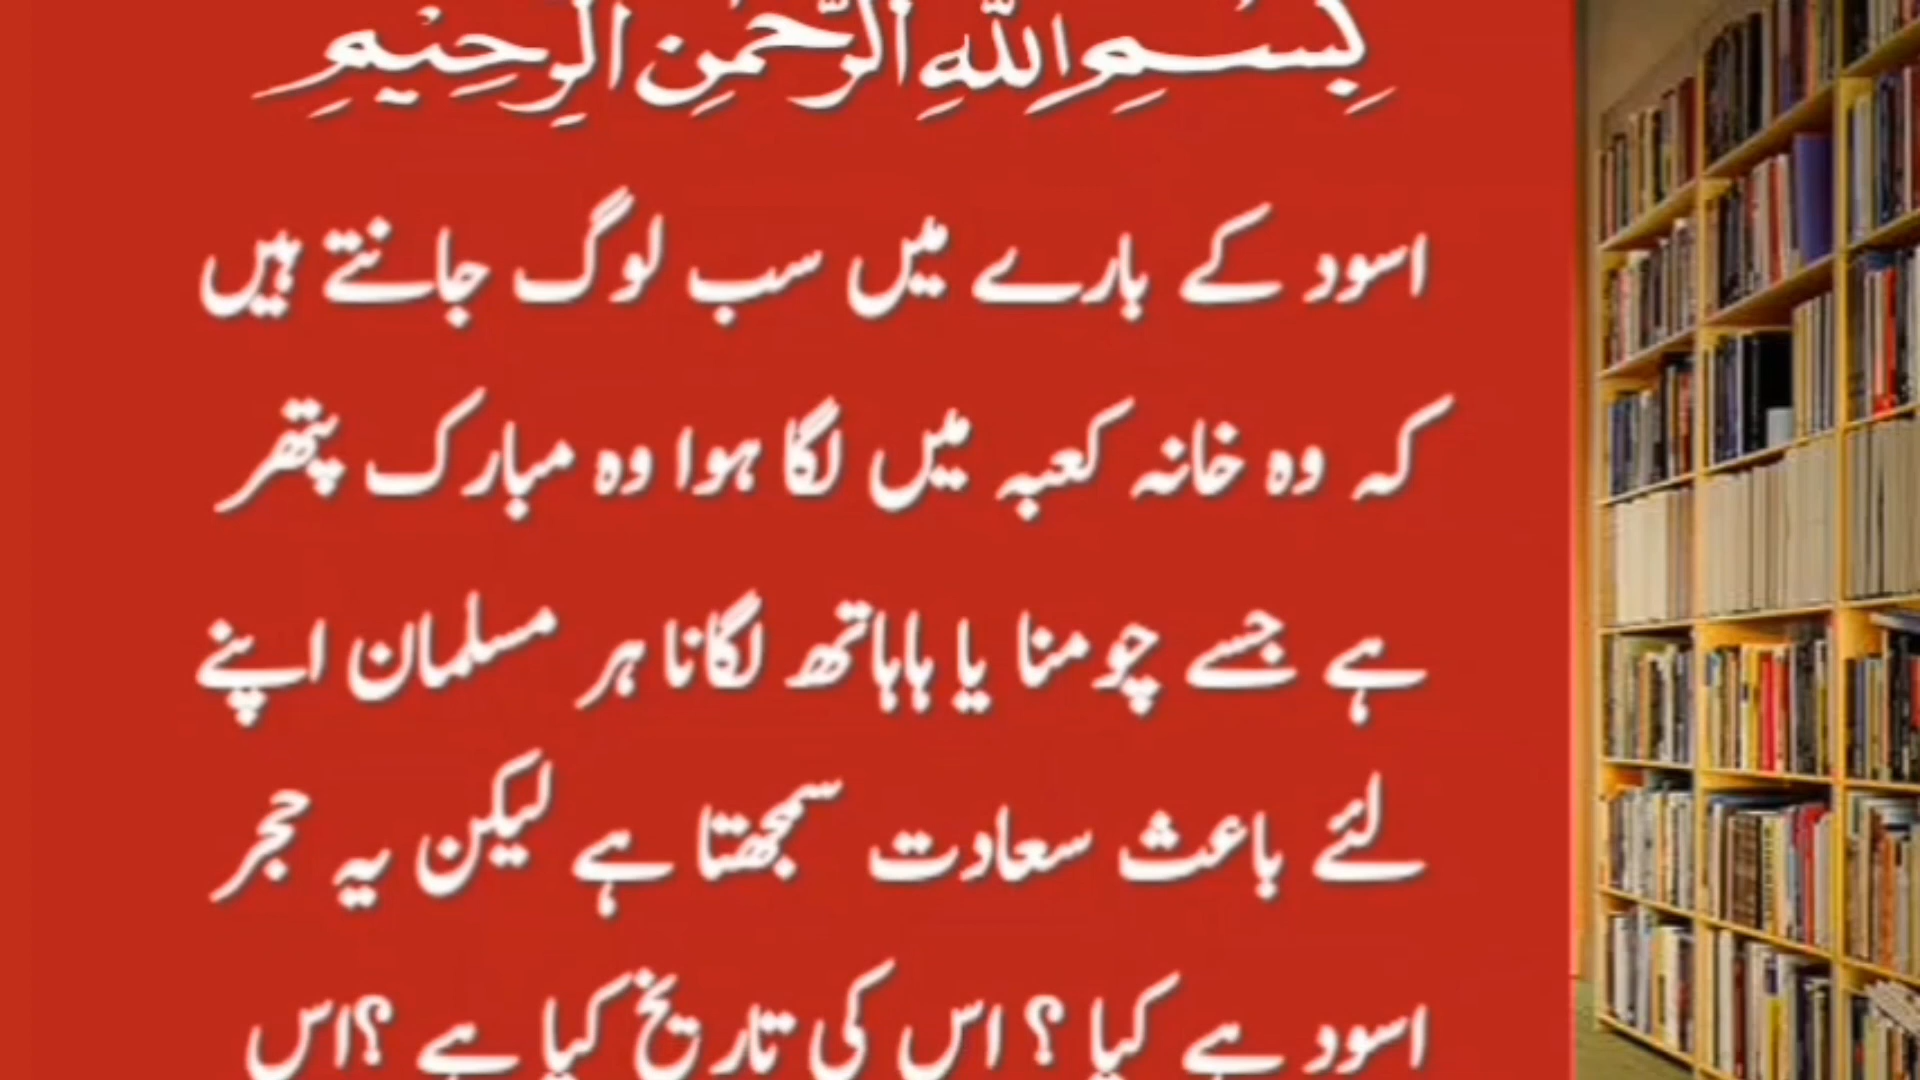 بِسْمِ اللّٰهِ الرَّحْمٰنِ الرَّحِيْمِ
اسود کے بارے میں سب لوگ جانتے ہیں
کہ وہ خانہ کعبہ میں لگا ہوا وہ مبارک پتھر
ہے جسے چومنا یا ہاہاتھ لگانا ہر مسلمان اپنے
لئے باعث سعادت سمجھتا ہے لیکن یہ حجر
اسود ہے کیا ؟ اس کی تاریخ کیا ہے ؟اس